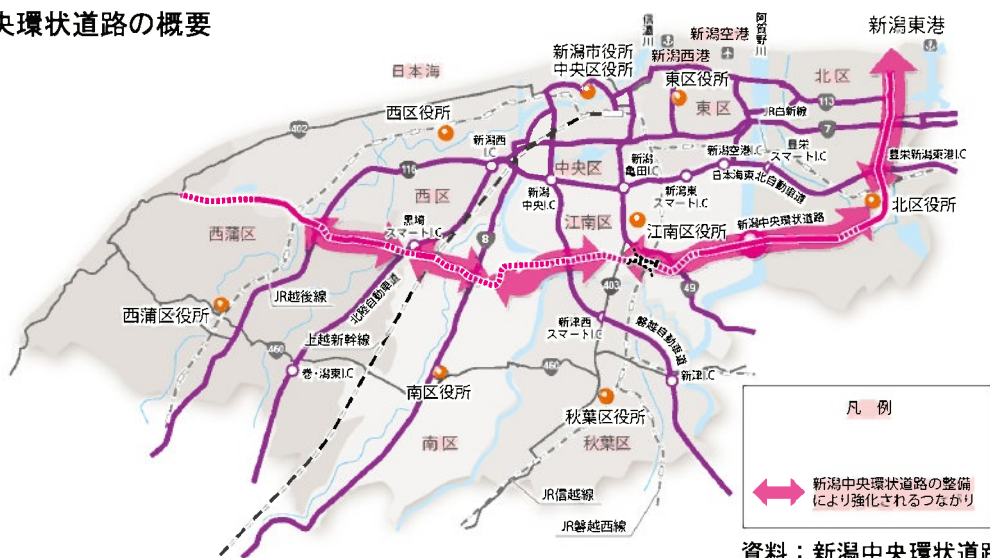 央環状道路の概要
信濃川
阿賀野川
新潟東港
新潟空港
新潟西港
新潟市役所
中央区役所
東区役所
日本海
北区
東区
113
JR白新線
7
西区役所
402
新潟西
I.C
116
中央区
新潟
亀田I.C
新潟空港I.C
豊栄
スマートI.C
豊栄新潟東港I.C
日本海東北自動車道
新潟東
スマートI.C
新潟
中央I.C
西区
北区役所
江南区
江南区役所
新潟中央環状道路
黒埼
スマートI.C
西蒲区
8
403
49
JR越後線
北陸自動車道
西蒲区役所
上越新幹線
新津西
スマートI.C
磐越自動車道
460
巻・潟東I.C
460
新津I.C
南区役所
秋葉区役所
凡 例
南区
秋葉区
新潟中央環状道路の整備
により強化されるつながり
JR信越線
JR磐越西線
資料：新潟中央環状道路